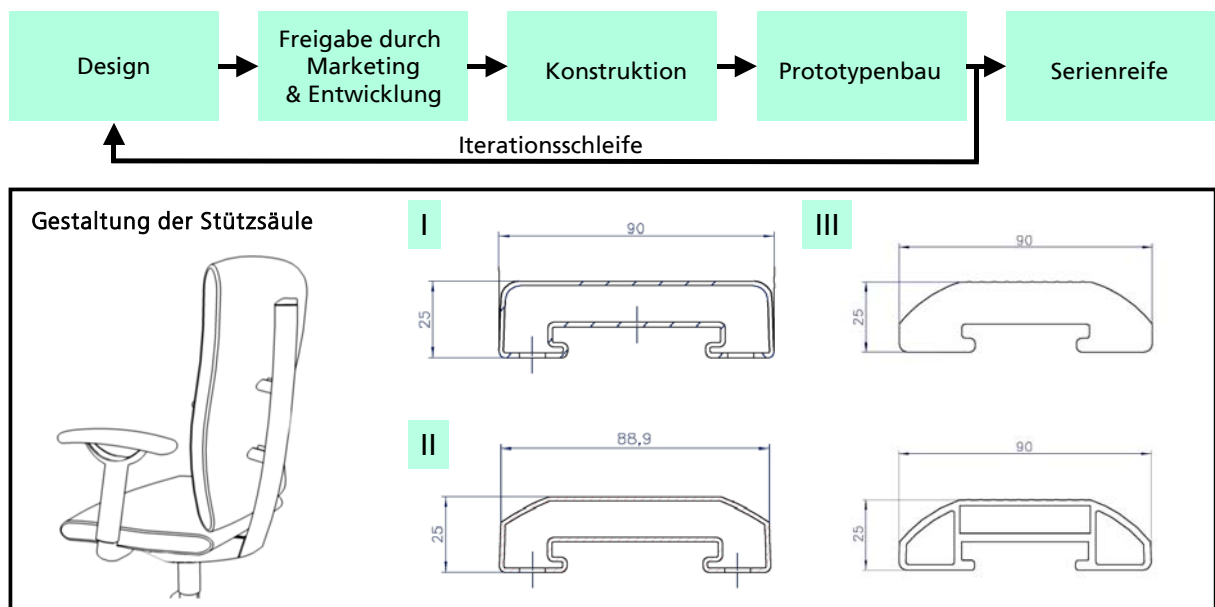 Design
Freigabe durch
Marketing
& Entwicklung
Konstruktion
Prototypenbau
Serienreife
Iterationsschleife
Gestaltung der Stützsäule
I
90
25
III
90
25
II
88,9
25
90
25